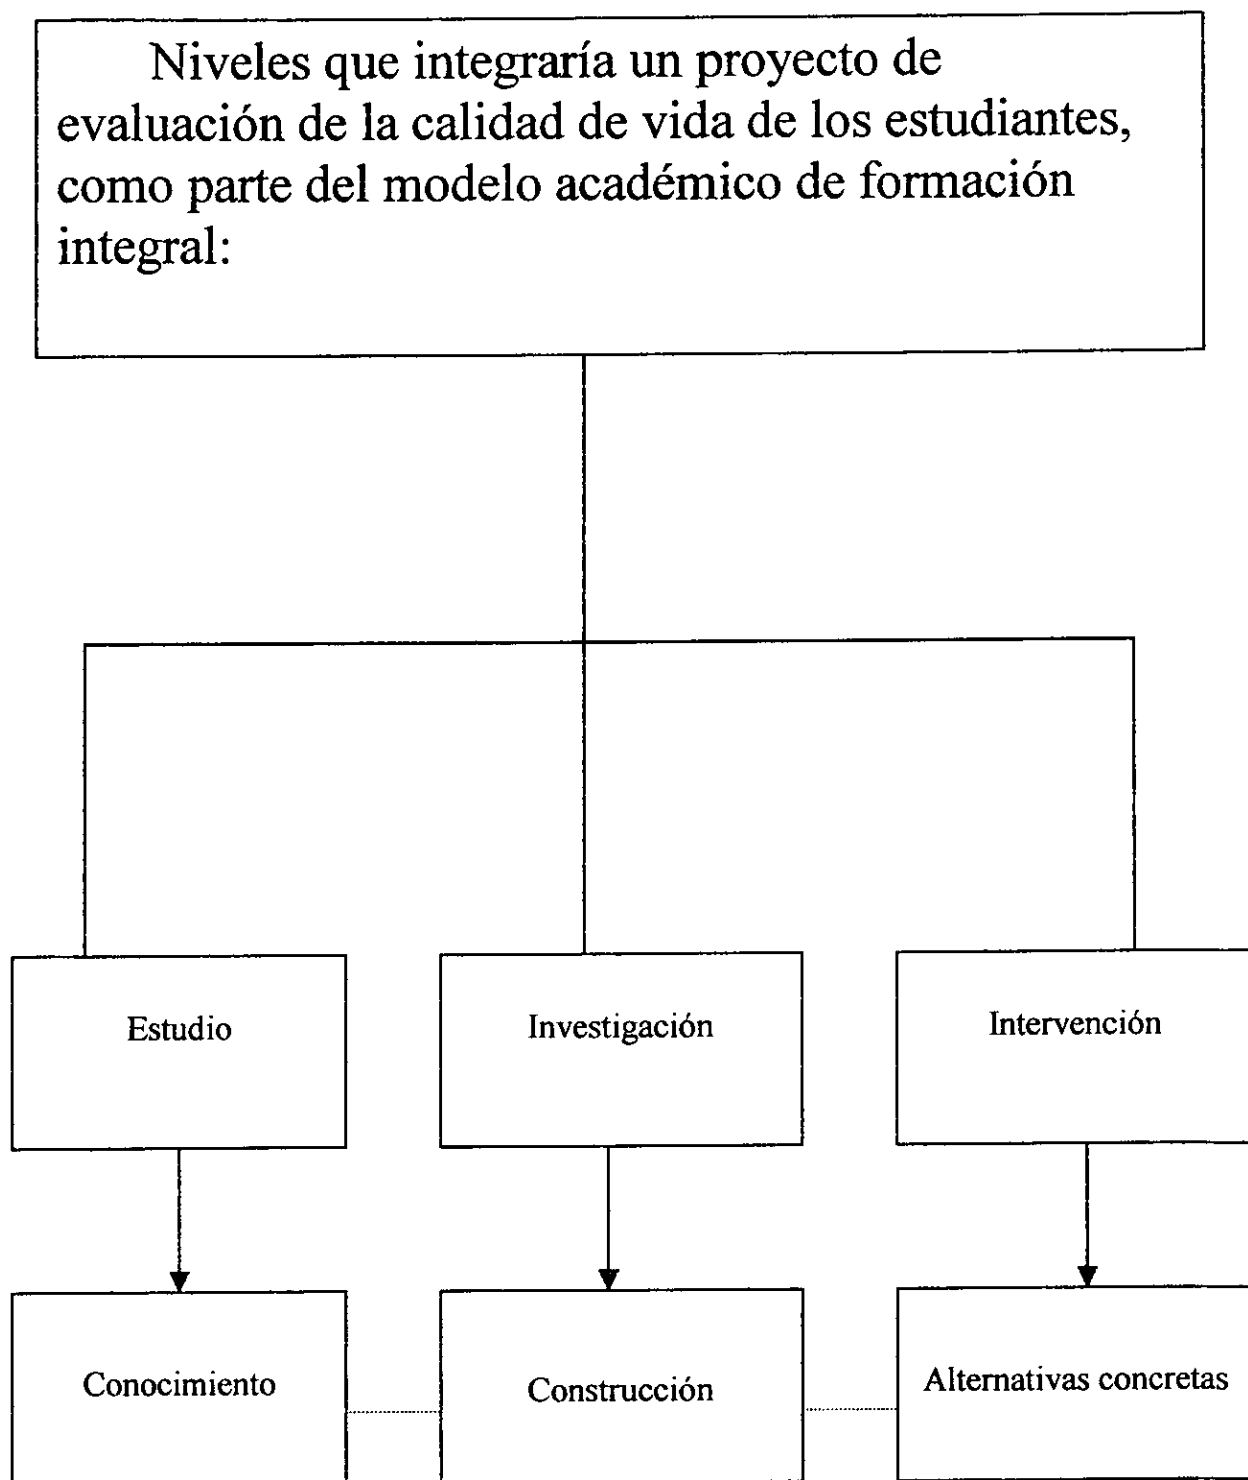 Niveles que integraría un proyecto de
evaluación de la calidad de vida de los estudiantes,
como parte del modelo académico de formación
integral:
Estudio
Investigación
Intervención
Conocimiento
Construcción
Alternativas concretas